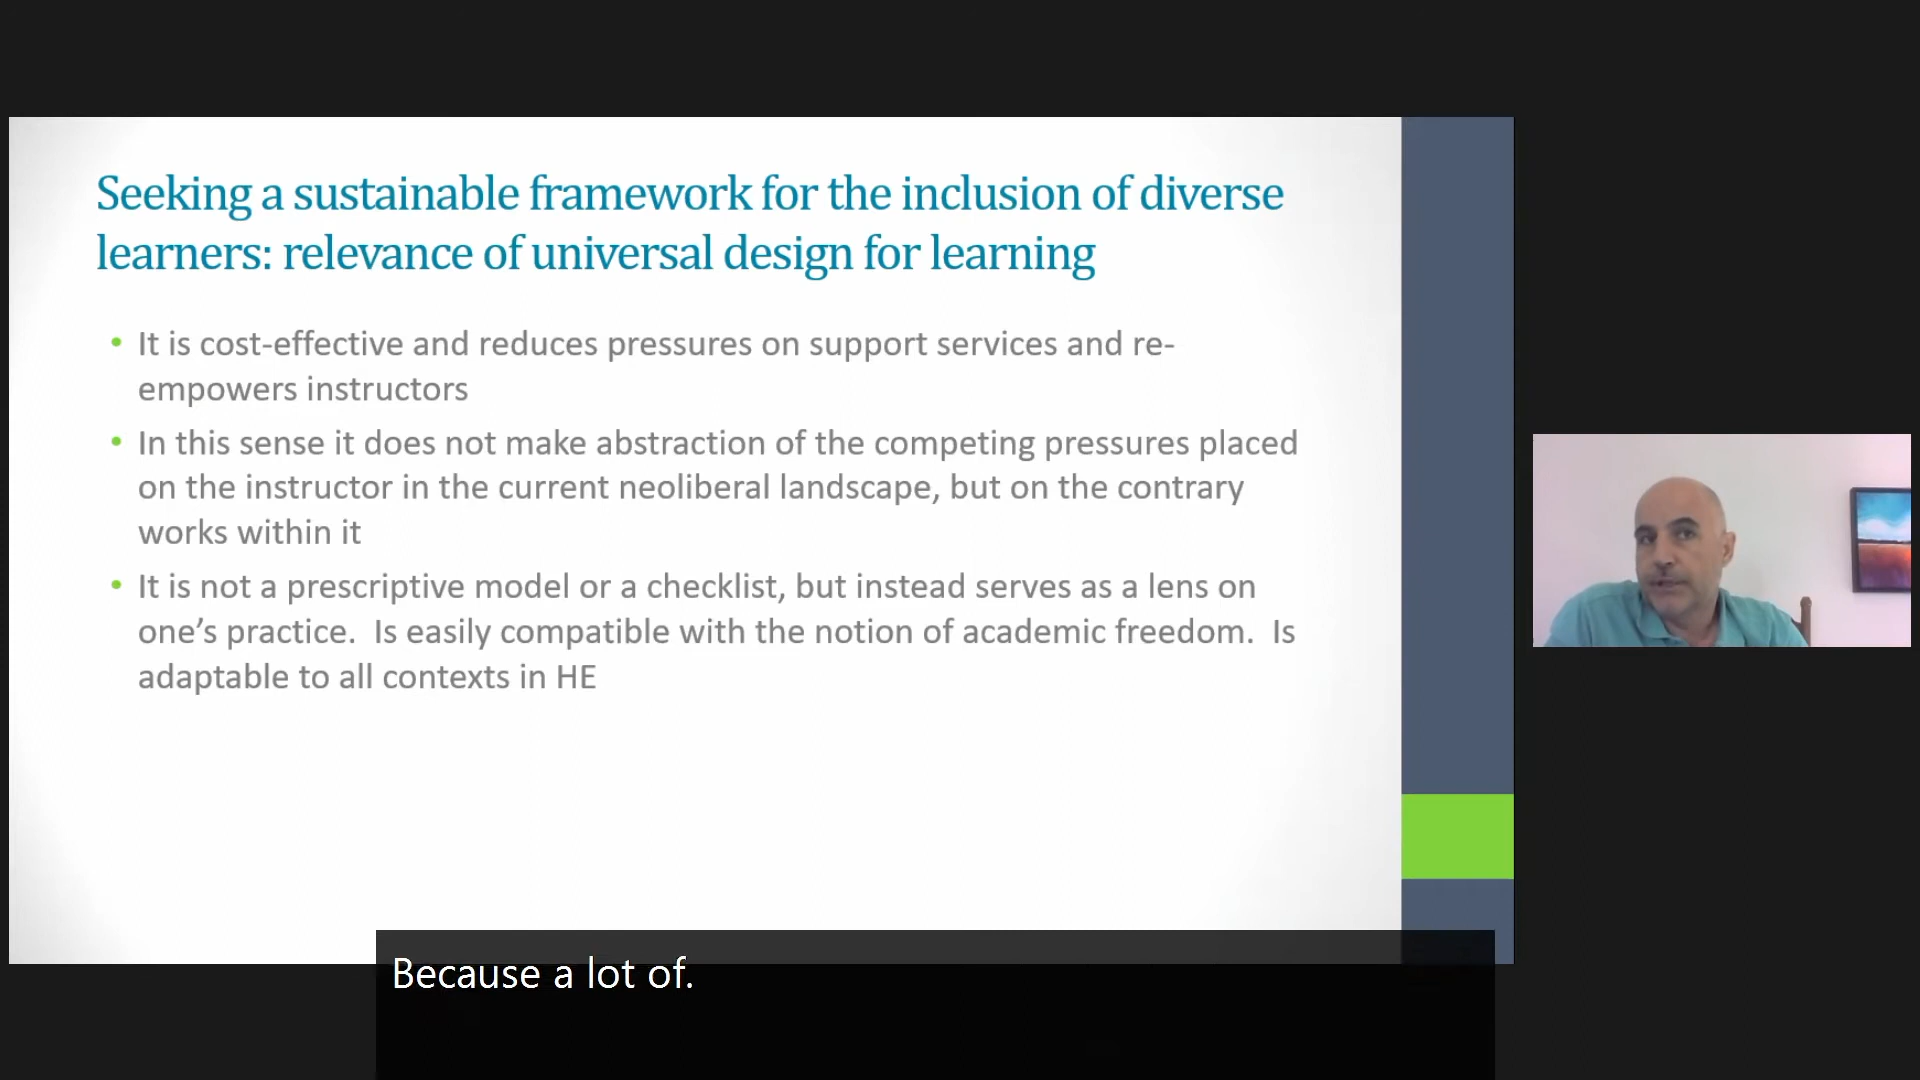 Seeking a sustainable framework for the inclusion of diverse
learners: relevance of universal design for learning
• It is cost-effective and reduces pressures on support services and re-
empowers instructors
• In this sense it does not make abstraction of the competing pressures placed
on the instructor in the current neoliberal landscape, but on the contrary
works within it
• It is not a prescriptive model or a checklist, but instead serves as a lens on
one’s practice.  Is easily compatible with the notion of academic freedom.  Is
adaptable to all contexts in HE
Because a lot of.